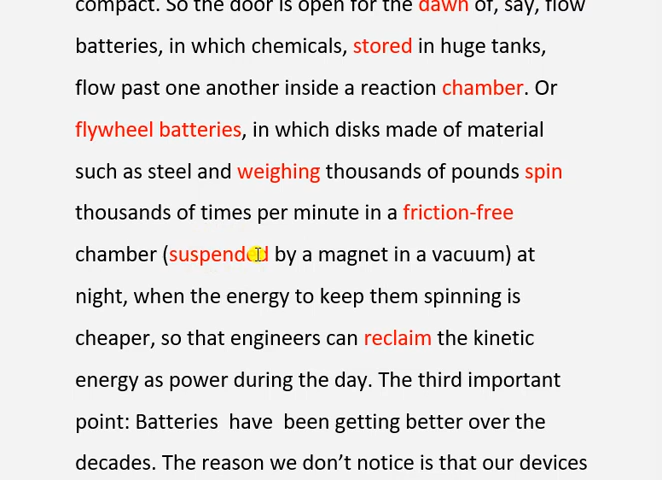 compact. So the door is open for the dawn of, say, flow
batteries, in which chemicals, stored in huge tanks,
flow past one another inside a reaction chamber. Or
flywheel batteries, in which disks made of material
such as steel and weighing thousands of pounds spin
thousands of times per minute in a friction-free
chamber (suspended by a magnet in a vacuum) at
night, when the energy to keep them spinning is
cheaper, so that engineers can reclaim the kinetic
energy as power during the day. The third important
point: Batteries  have  been getting better over the
decades. The reason we don’t notice is that our devices